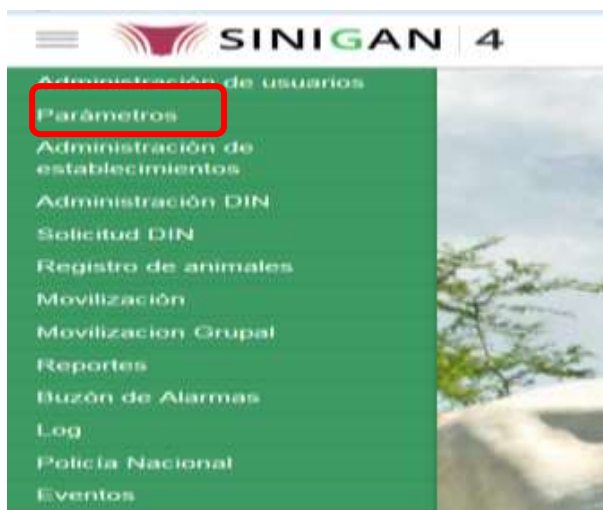 SINIGAN 4
Administración de usuarios
Parámetros
Administración de
establecimientos
Administración DIN
Solicitud DIN
Registro de animales
Movilización
Movilizacion Grupal
Reportes
Buzón de Alarmas
Log
Policía Nacional
Eventos